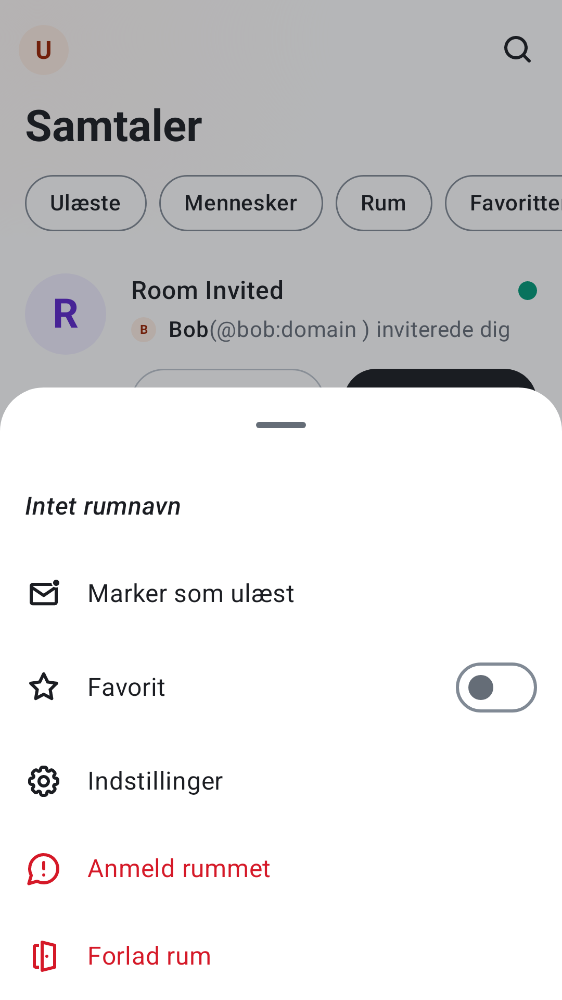 U
Samtaler
Ulæste Mennesker Rum Favoritter
R
Room Invited
B Bob(@bob:domain ) inviterede dig
Intet rumnavn
Marker som ulæst
Favorit
Indstillinger
Anmeld rummet
Forlad rum